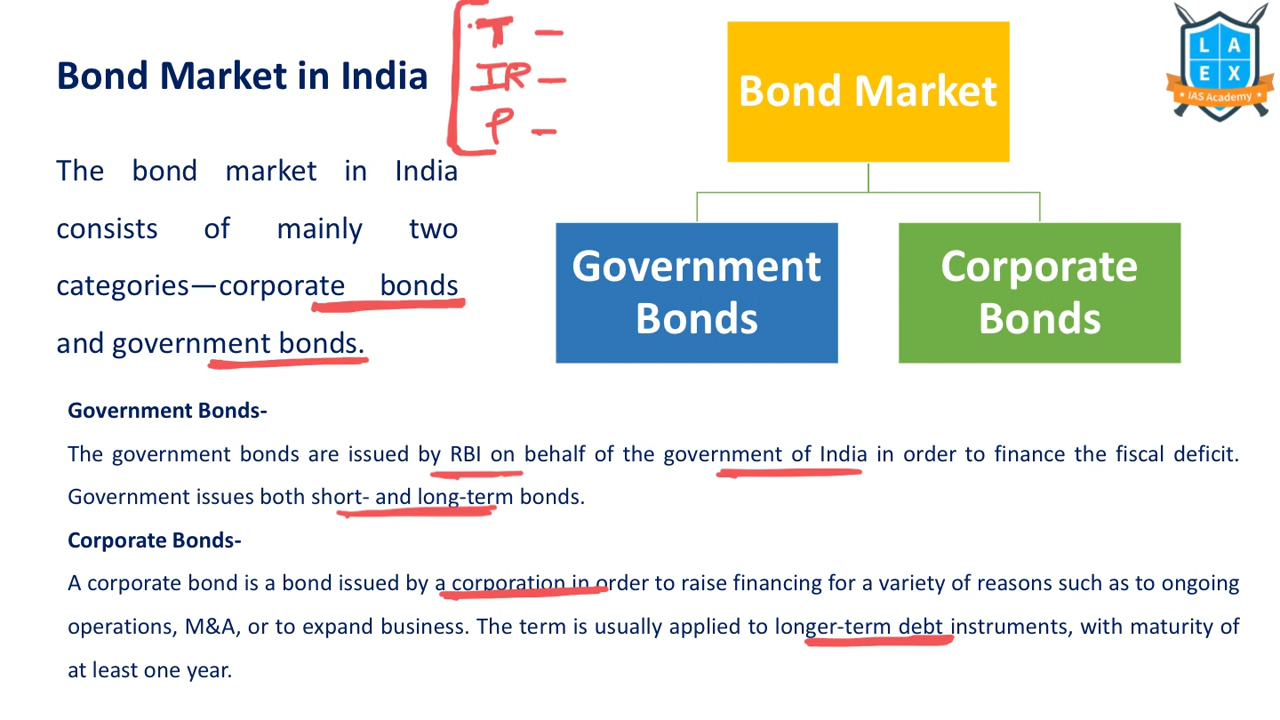 Bond Market in India
T –
IR –
P –
The bond market in India
consists of mainly two
categories—corporate bonds
and government bonds.
Bond Market
Government
Bonds
Corporate
Bonds
L A
E X
IAS Academy
Government Bonds-
The government bonds are issued by RBI on behalf of the government of India in order to finance the fiscal deficit.
Government issues both short- and long-term bonds.
Corporate Bonds-
A corporate bond is a bond issued by a corporation in order to raise financing for a variety of reasons such as to ongoing
operations, M&A, or to expand business. The term is usually applied to longer-term debt instruments, with maturity of
at least one year.